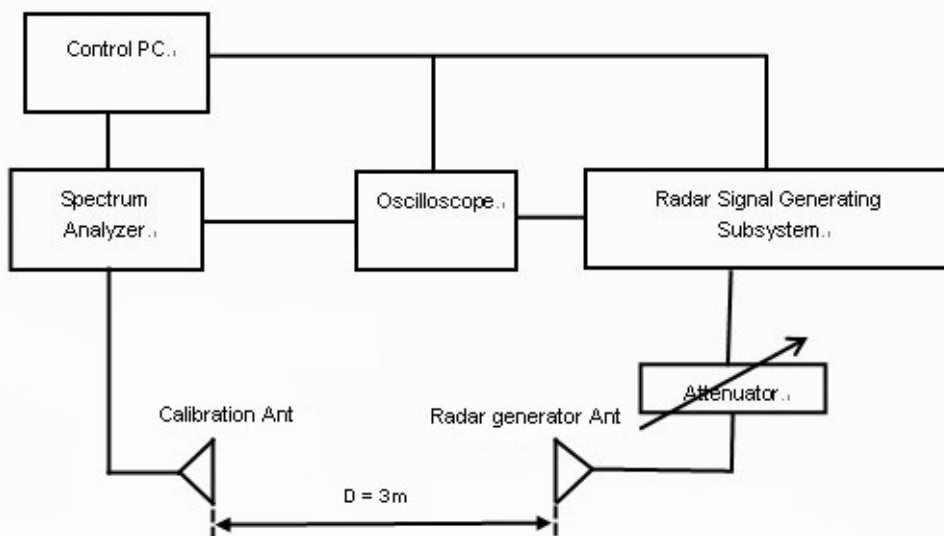 Control PC.
Spectrum
Analyzer.
Oscilloscope.
Radar Signal Generating
Subsystem.
Attenuator.
Calibration Ant
Radar generator Ant
D = 3m